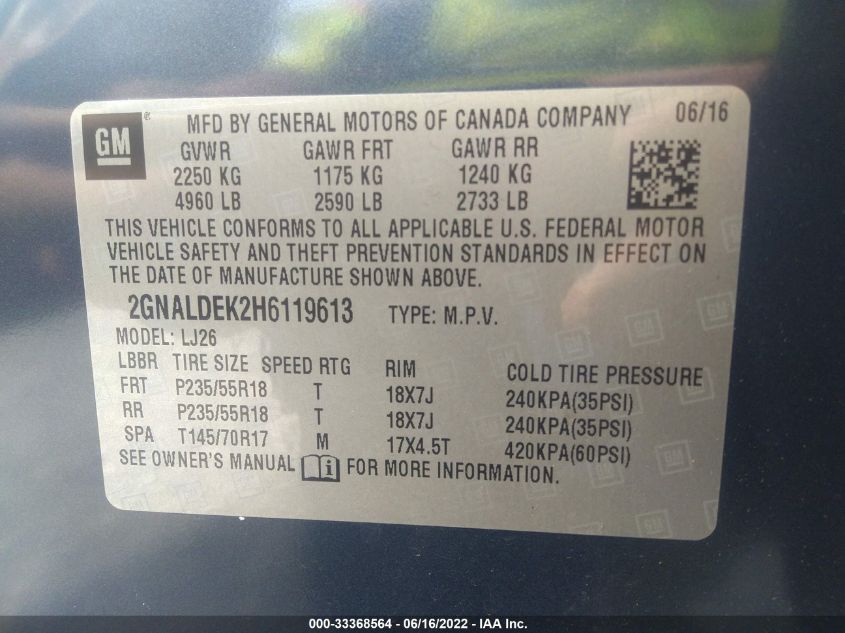 GM ® MFD BY GENERAL MOTORS OF CANADA COMPANY 06/16
GVWR GAWR FRT GAWR RR
2250 KG 1175 KG 1240 KG
4960 LB 2590 LB 2733 LB
THIS VEHICLE CONFORMS TO ALL APPLICABLE U.S. FEDERAL MOTOR
VEHICLE SAFETY AND THEFT PREVENTION STANDARDS IN EFFECT ON
THE DATE OF MANUFACTURE SHOWN ABOVE.
2GNALDEK2H6119613 TYPE: M.P.V.
MODEL: LJ26
LBBR TIRE SIZE SPEED RTG RIM COLD TIRE PRESSURE
FRT P235/55R18 T 18X7J 240KPA(35PSI)
RR P235/55R18 T 18X7J 240KPA(35PSI)
SPA T145/70R17 M 17X4.5T 420KPA(60PSI)
SEE OWNER'S MANUAL i FOR MORE INFORMATION.
000-33368564 - 06/16/2022 - IAA Inc.